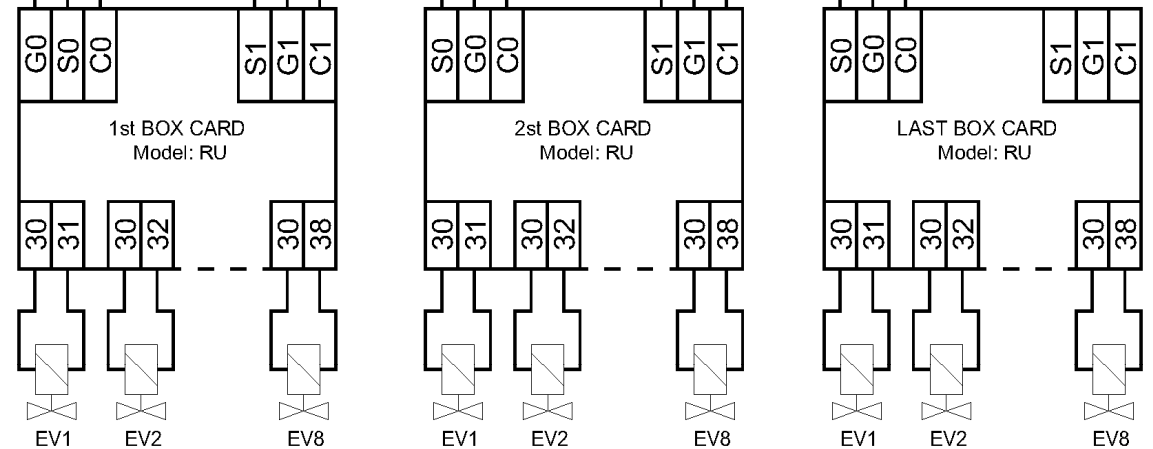 G0 S0 C0 S1 G1 C1
S0 G0 C0 S1 G1 C1
S0 G0 C0 S1 G1 C1
1st BOX CARD
Model: RU
2st BOX CARD
Model: RU
LAST BOX CARD
Model: RU
30 31 30 32 30 38
30 31 30 32 30 38
30 31 30 32 30 38
EV1 EV2 EV8
EV1 EV2 EV8
EV1 EV2 EV8